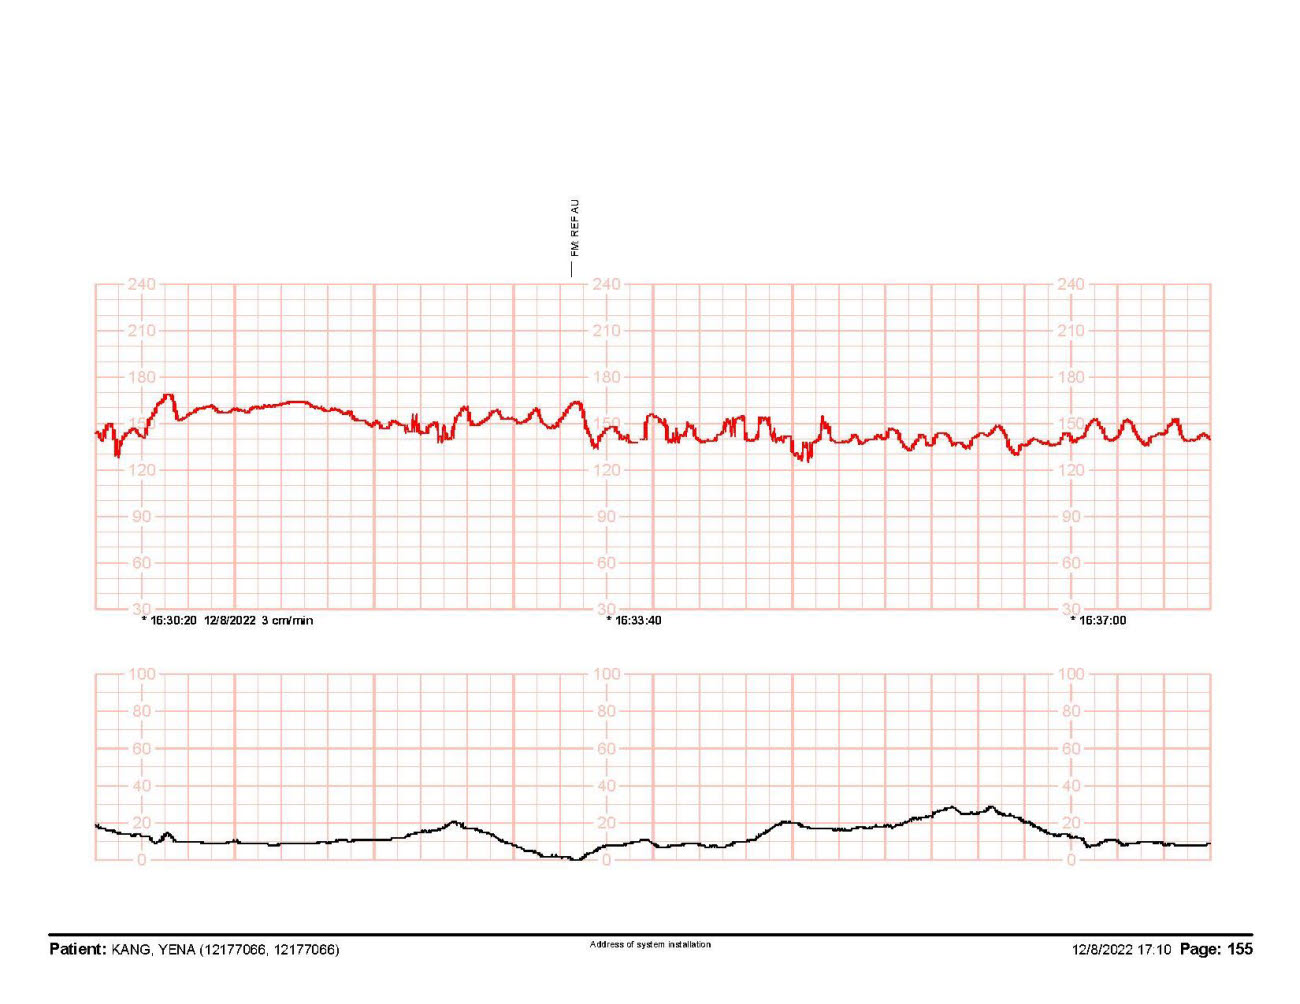 FM: REF AU
240 240 240
210 210 210
180 180 180
150 150 150
120 120 120
90 90 90
60 60 60
30 30 30
* 16:30:20 12/8/2022 3 cm/min * 16:33:40 * 16:37:00
100 100 100
80 80 80
60 60 60
40 40 40
20 20 20
0 0 0
Patient: KANG, YENA (12177066, 12177066) Address of system installation 12/8/2022 17:10 Page: 155